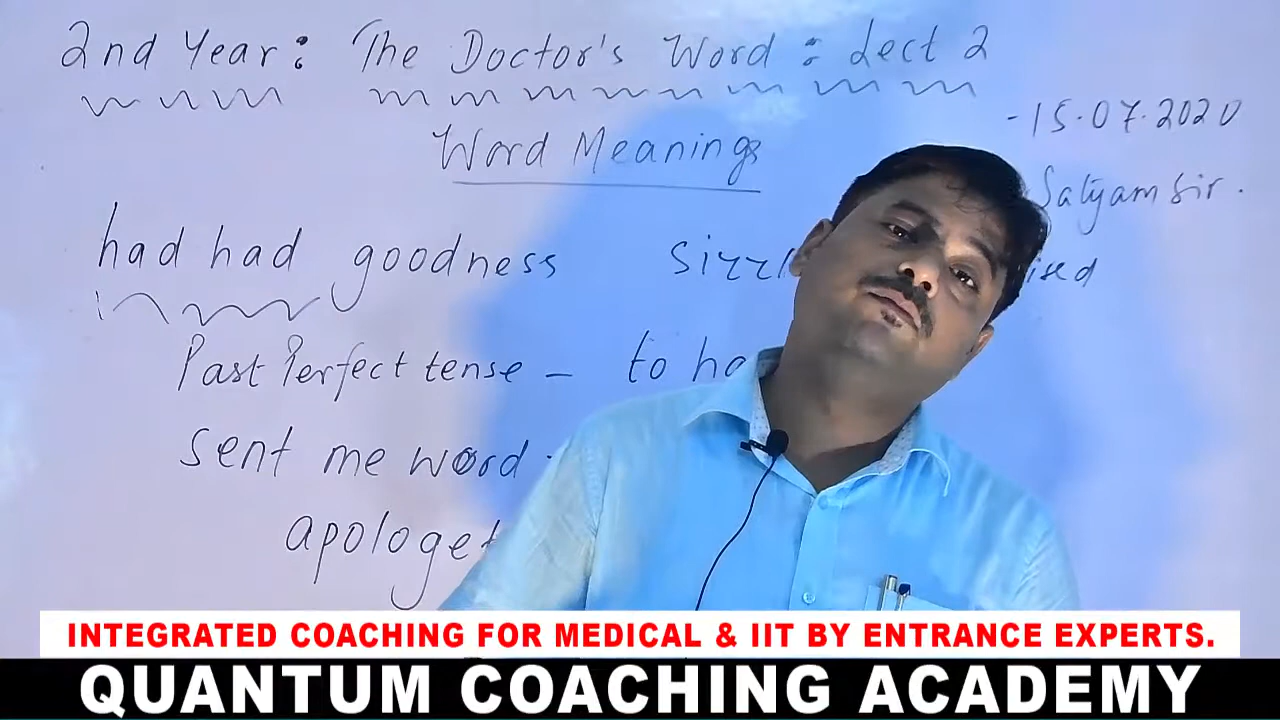 2nd Year: The Doctor's Word : Lect 2
- 15.07.2020
Word Meanings
Satyam Sir.
had had goodness
Past Perfect tense - to
sent me word
INTEGRATED COACHING FOR MEDICAL & IIT BY ENTRANCE EXPERTS.
QUANTUM COACHING ACADEMY